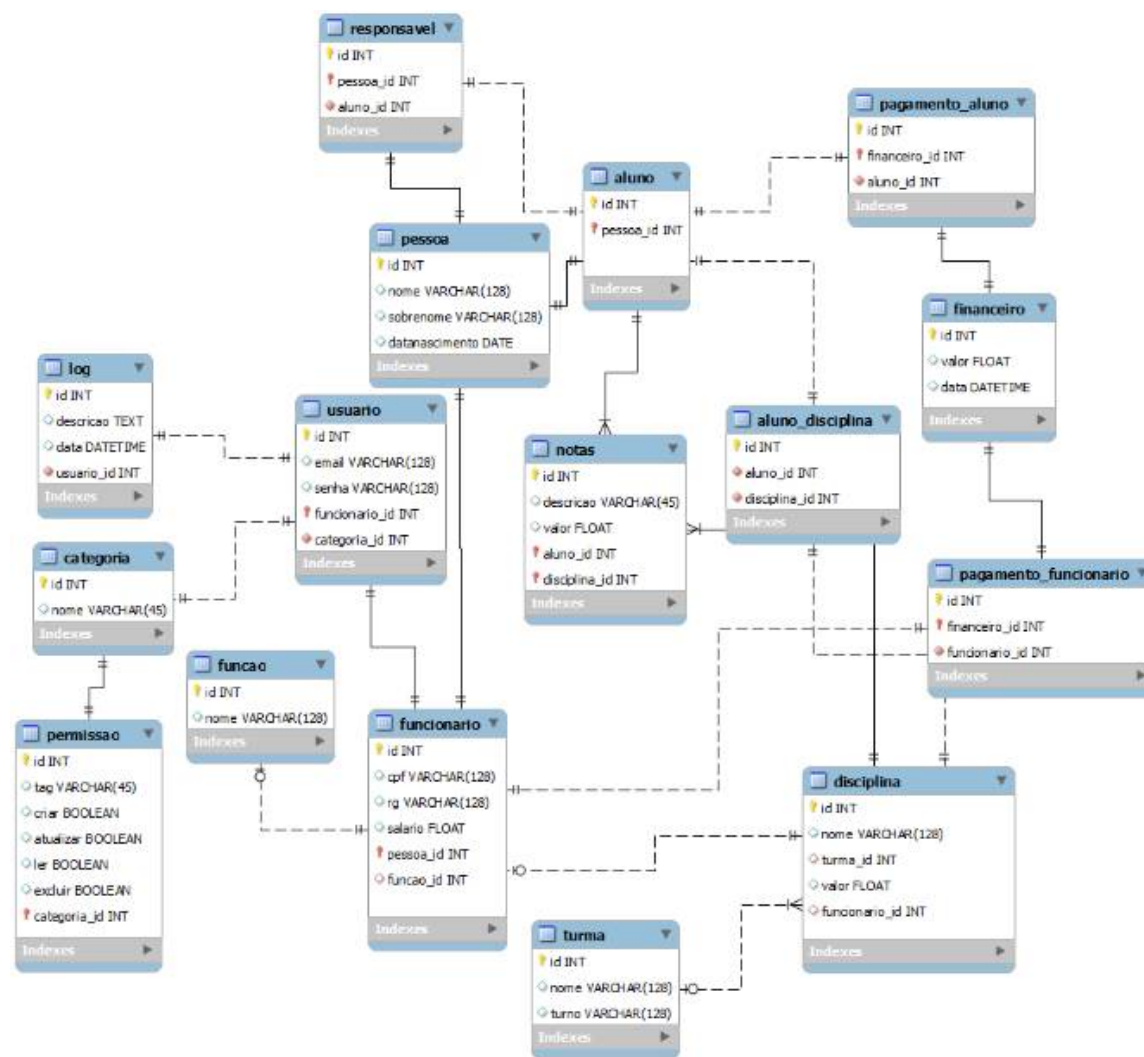 responsavel
id INT
pessoa_id INT
aluno_id INT
Indexes
pagamento_aluno
id INT
financeiro_id INT
aluno_id INT
Indexes
aluno
id INT
pessoa_id INT
Indexes
pessoa
id INT
nome VARCHAR(128)
sobrenome VARCHAR(128)
datanascimento DATE
Indexes
financeiro
id INT
valor FLOAT
data DATETIME
Indexes
log
id INT
descricao TEXT
data DATETIME
usuario_id INT
Indexes
usuario
id INT
email VARCHAR(128)
senha VARCHAR(128)
funcionario_id INT
categoria_id INT
Indexes
notas
id INT
descricao VARCHAR(45)
valor FLOAT
aluno_id INT
disciplina_id INT
Indexes
aluno_disciplina
id INT
aluno_id INT
disciplina_id INT
Indexes
categoria
id INT
nome VARCHAR(45)
Indexes
pagamento_funcionario
id INT
financeiro_id INT
funcionario_id INT
Indexes
funcao
id INT
nome VARCHAR(128)
Indexes
permissao
id INT
tag VARCHAR(45)
criar BOOLEAN
atualizar BOOLEAN
ler BOOLEAN
excluir BOOLEAN
categoria_id INT
Indexes
funcionario
id INT
cpf VARCHAR(128)
rg VARCHAR(128)
salario FLOAT
pessoa_id INT
funcao_id INT
Indexes
disciplina
id INT
nome VARCHAR(128)
turma_id INT
valor FLOAT
funcionario_id INT
Indexes
turma
id INT
nome VARCHAR(128)
turno VARCHAR(128)
Indexes